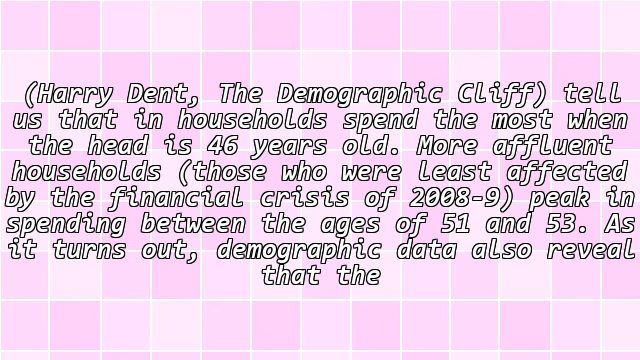 (Harry Dent, The Demographic Cliff) tell
us that in households spend the most when
the head is 46 years old. More affluent
households (those who were least affected
by the financial crisis of 2008-9) peak in
spending between the ages of 51 and 53. As
it turns out, demographic data also reveal
that the